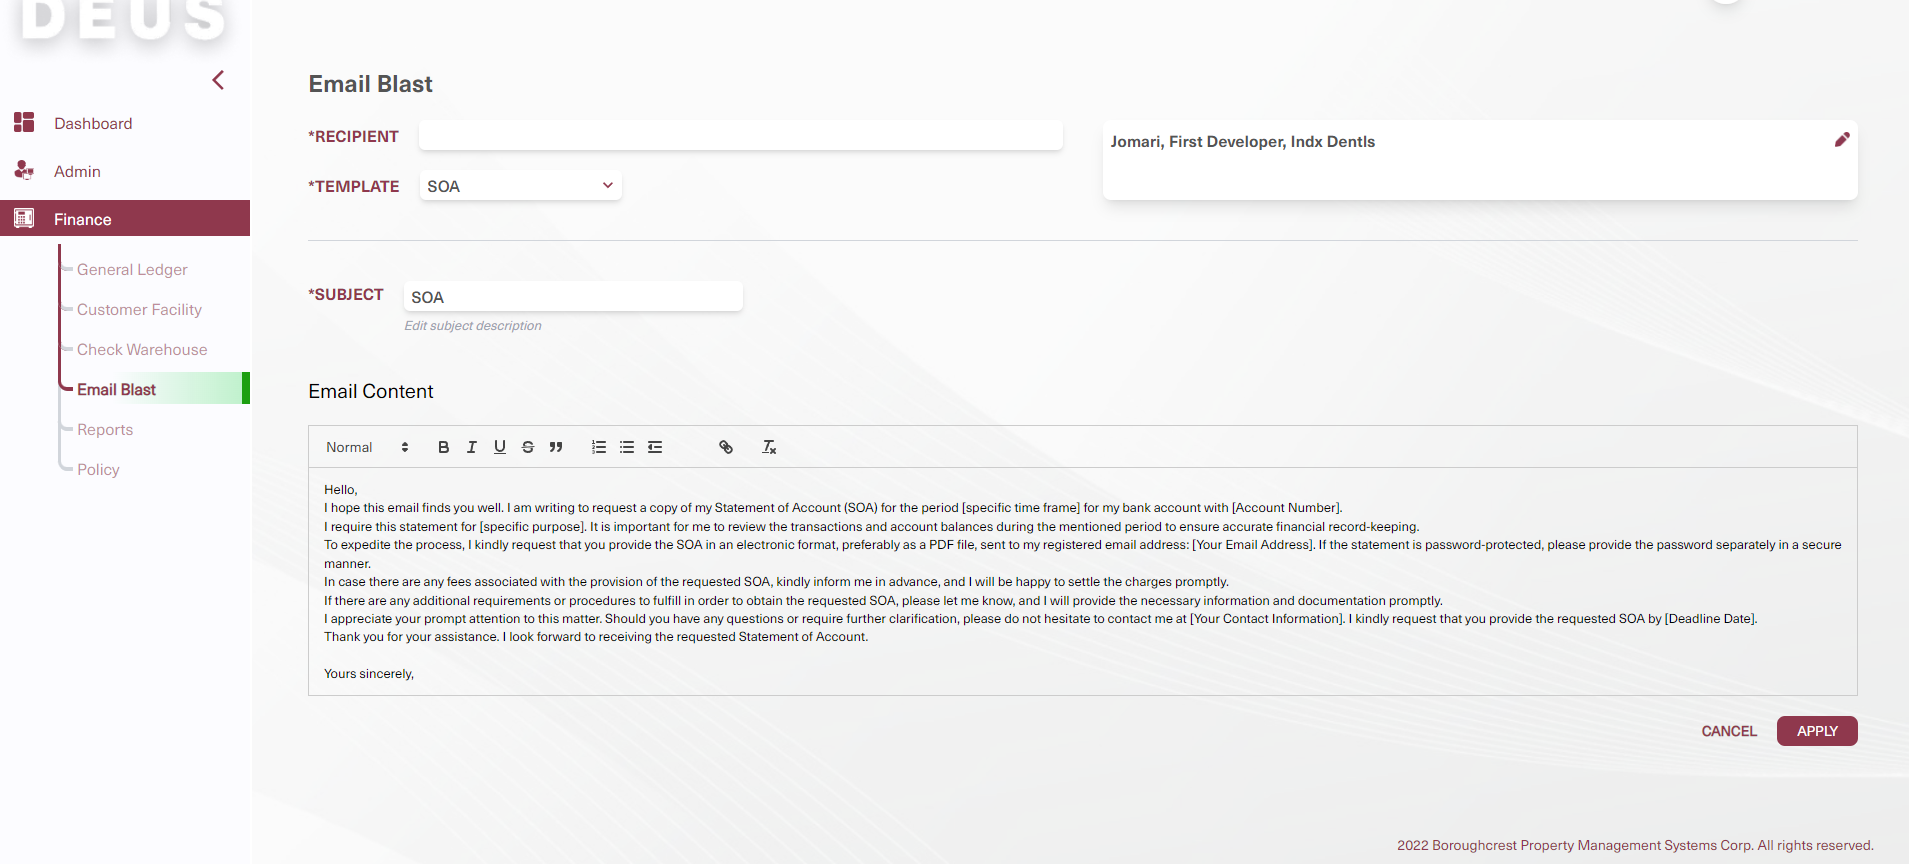 DEUS
Dashboard
Admin
Finance
General Ledger
Customer Facility
Check Warehouse
Email Blast
Reports
Policy
Email Blast
*RECIPIENT
Jomari, First Developer, Indx Dentls
*TEMPLATE SOA
*SUBJECT SOA
Edit subject description
Email Content
Normal
Hello,
I hope this email finds you well. I am writing to request a copy of my Statement of Account (SOA) for the period [specific time frame] for my bank account with [Account Number].
I require this statement for [specific purpose]. It is important for me to review the transactions and account balances during the mentioned period to ensure accurate financial record-keeping.
To expedite the process, I kindly request that you provide the SOA in an electronic format, preferably as a PDF file, sent to my registered email address: [Your Email Address]. If the statement is password-protected, please provide the password separately in a secure
manner.
In case there are any fees associated with the provision of the requested SOA, kindly inform me in advance, and I will be happy to settle the charges promptly.
If there are any additional requirements or procedures to fulfill in order to obtain the requested SOA, please let me know, and I will provide the necessary information and documentation promptly.
I appreciate your prompt attention to this matter. Should you have any questions or require further clarification, please do not hesitate to contact me at [Your Contact Information]. I kindly request that you provide the requested SOA by [Deadline Date].
Thank you for your assistance. I look forward to receiving the requested Statement of Account.
Yours sincerely,
CANCEL APPLY
2022 Boroughcrest Property Management Systems Corp. All rights reserved.